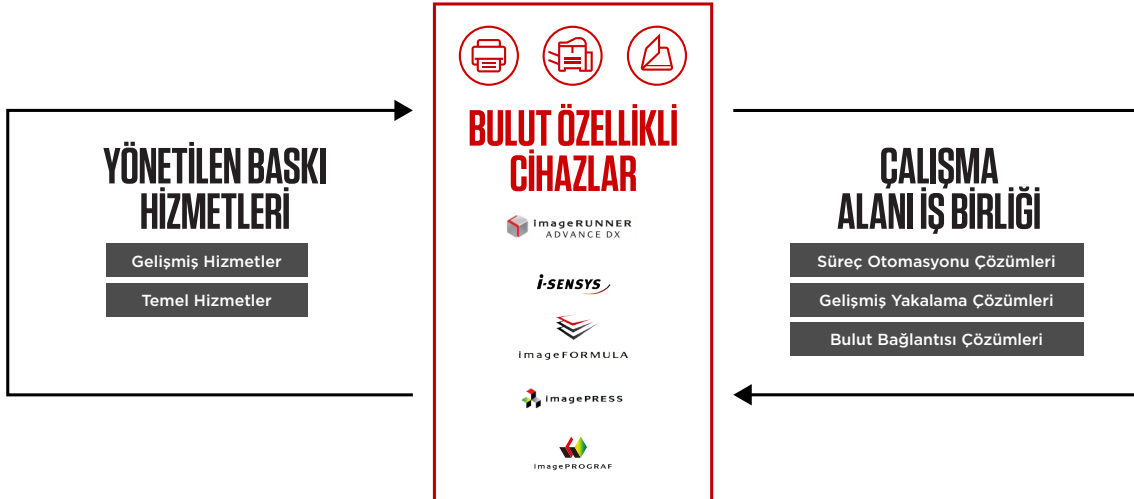 YÖNETİLEN BASKI
HİZMETLERİ
Gelişmiş Hizmetler
Temel Hizmetler
BULUT ÖZELLİKLİ
CİHAZLAR
imageRUNNER
ADVANCE DX
i-SENSYS
imageFORMULA
imagePRESS
imagePROGRAF
ÇALIŞMA
ALANI İŞ BİRLİĞİ
Süreç Otomasyonu Çözümleri
Gelişmiş Yakalama Çözümleri
Bulut Bağlantısı Çözümleri